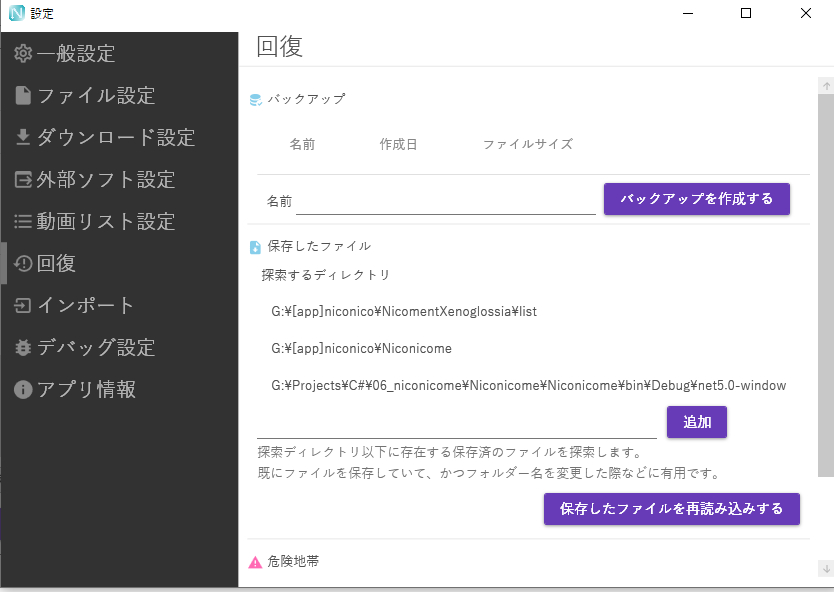 設定
一般設定
ファイル設定
ダウンロード設定
外部ソフト設定
動画リスト設定
回復
インポート
デバッグ設定
アプリ情報
回復
バックアップ
名前 作成日 ファイルサイズ
名前 バックアップを作成する
保存したファイル
探索するディレクトリ
G:¥[app]niconico¥NicomentXenoglossia¥list
G:¥[app]niconico¥Niconicome
G:¥Projects¥C#¥06_niconicome¥Niconicome¥Niconicome¥bin¥Debug¥net5.0-window
追加
探索ディレクトリ以下に存在する保存済のファイルを探索します。
既にファイルを保存していて、かつフォルダー名を変更した際などに有用です。
保存したファイルを再読み込みする
危険地帯